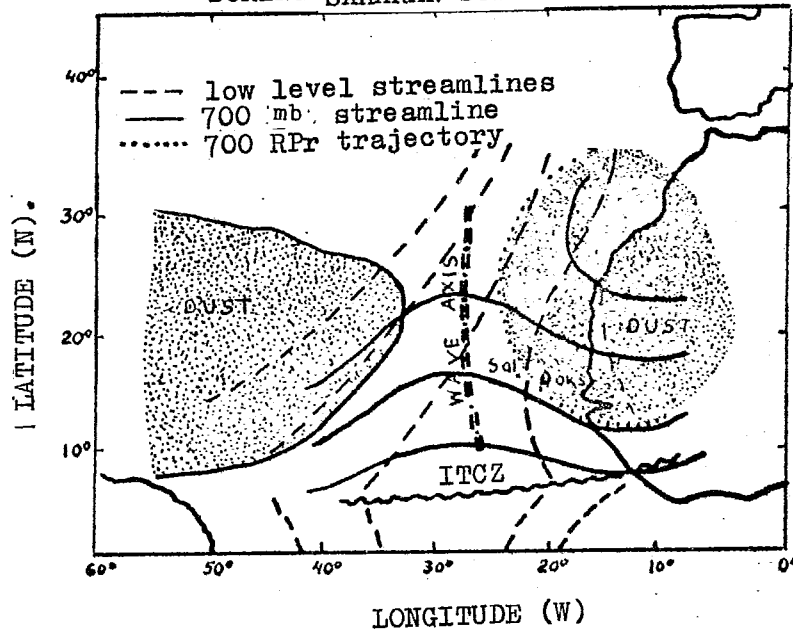 40°
--- low level streamlines
— 700 mb. streamline
..... 700 RPr trajectory
30°
DUST
WAVE AXIS
DUST
20°
Sal
Daks
10°
ITCZ
60° 50° 40° 30° 20° 10° 0°
LATITUDE (N).
LONGITUDE (W)